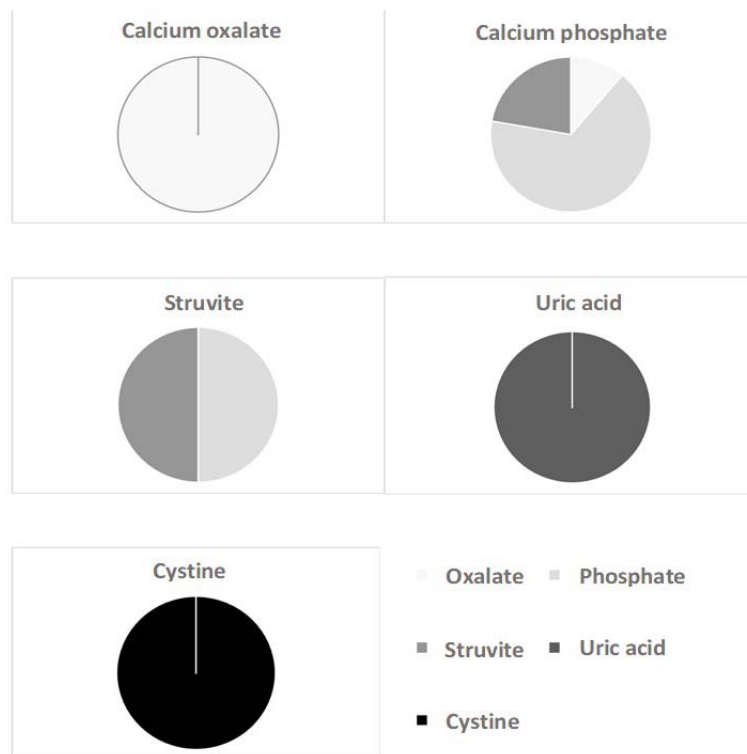 Calcium oxalate
Calcium phosphate
Struvite
Uric acid
Cystine
Oxalate
Phosphate
Struvite
Uric acid
Cystine